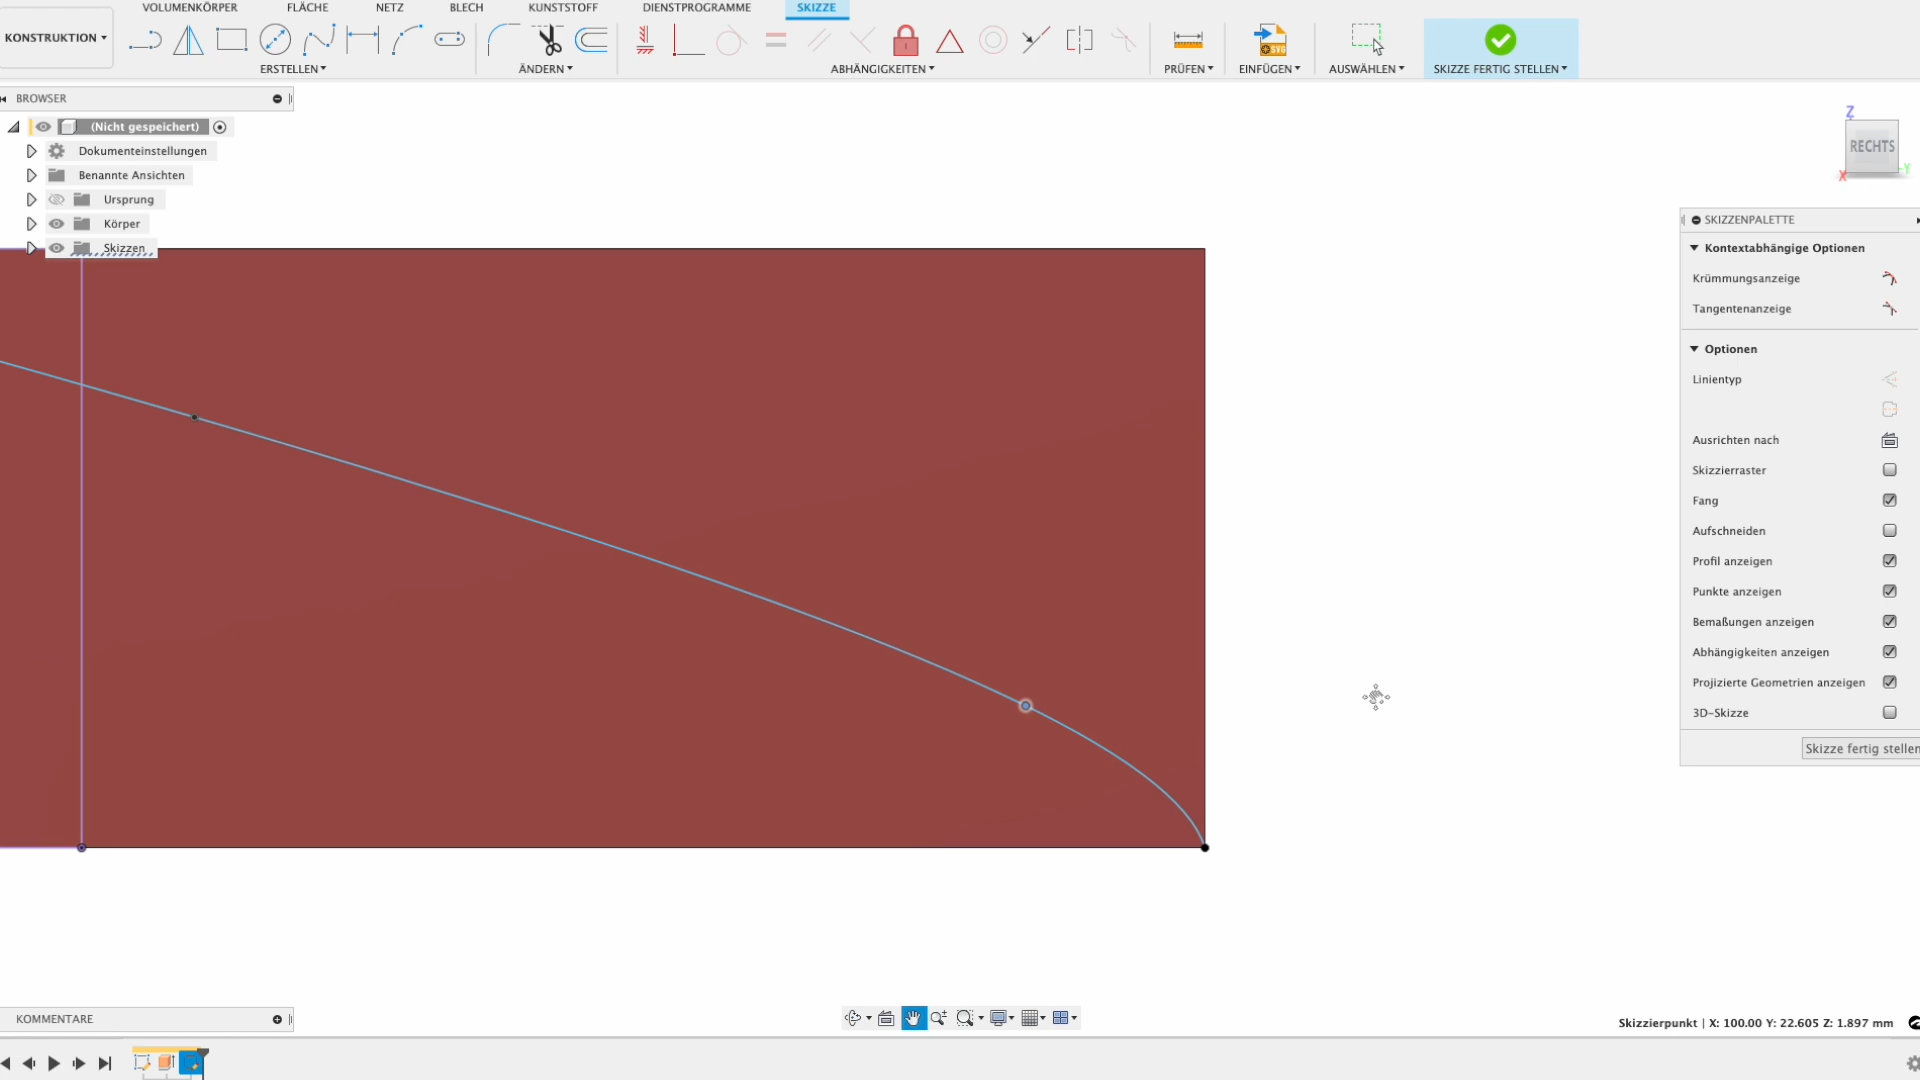 VOLUMENKÖRPER FLÄCHE NETZ BLECH KUNSTSTOFF DIENSTPROGRAMME SKIZZE
KONSTRUKTION
ERSTELLEN ÄNDERN ABHÄNGIGKEITEN PRÜFEN EINFÜGEN AUSWÄHLEN SKIZZE FERTIG STELLEN
SVG
BROWSER
(Nicht gespeichert)
Dokumenteinstellungen
Benannte Ansichten
Ursprung
Körper
Skizzen
Z
RECHTS
Y
X
SKIZZENPALETTE
Kontextabhängige Optionen
Krümmungsanzeige
Tangentenanzeige
Optionen
Linientyp
Ausrichten nach
Skizzierraster
Fang
Aufschneiden
Profil anzeigen
Punkte anzeigen
Bemaßungen anzeigen
Abhängigkeiten anzeigen
Projizierte Geometrien anzeigen
3D-Skizze
Skizze fertig stellen
KOMMENTARE
Skizzierpunkt | X: 100.00 Y: 22.605 Z: 1.897 mm